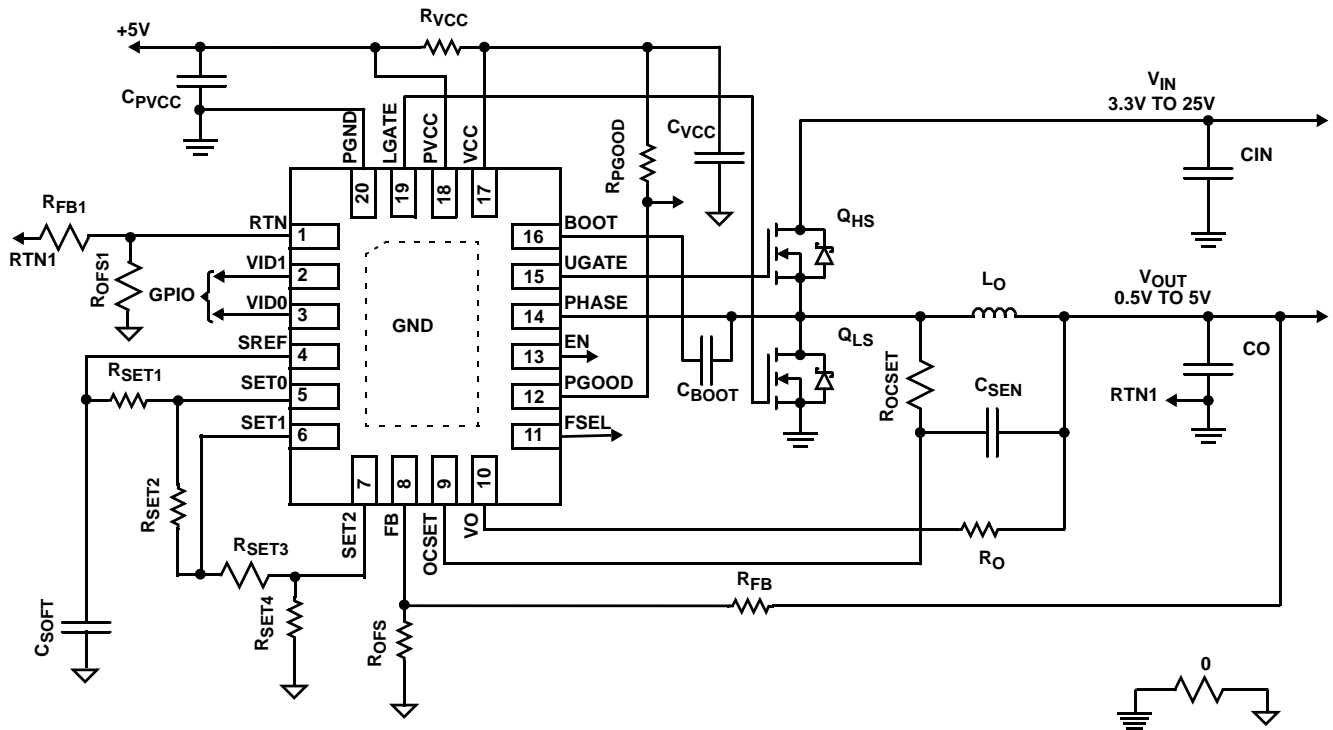 +5V
RVCC
CPVCC
PGND
LGATE
PVCC
VCC
RPGOOD
CVCC
VIN
3.3V TO 25V
CIN
20
19
18
17
RFB1
RTN1
ROFS1
RTN
1
VID1
2
GPIO
VID0
3
SREF
4
SET0
5
SET1
6
GND
BOOT
16
UGATE
15
PHASE
14
EN
13
PGOOD
12
FSEL
11
QHS
QLS
CBOOT
LO
VOUT
0.5V TO 5V
CO
RTN1
ROCSET
CSEN
RSET1
RSET2
RSET3
RSET4
CSOFT
7
8
9
10
SET2
FB
OCSET
VO
RO
RFB
ROFS
0